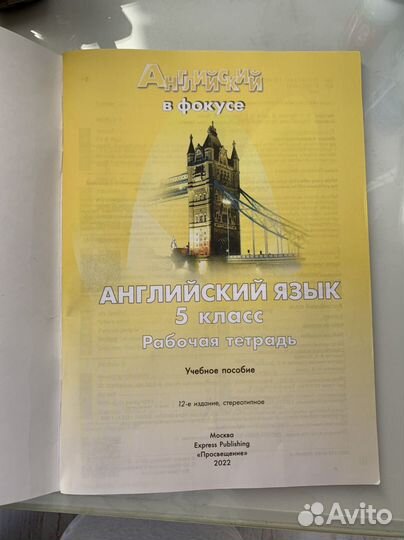 Английский
в фокусе
АНГЛИЙСКИЙ ЯЗЫК
5 класс
Рабочая тетрадь
Учебное пособие
12-е издание, стереотипное
Москва
Express Publishing
«Просвещение»
2022
Avito